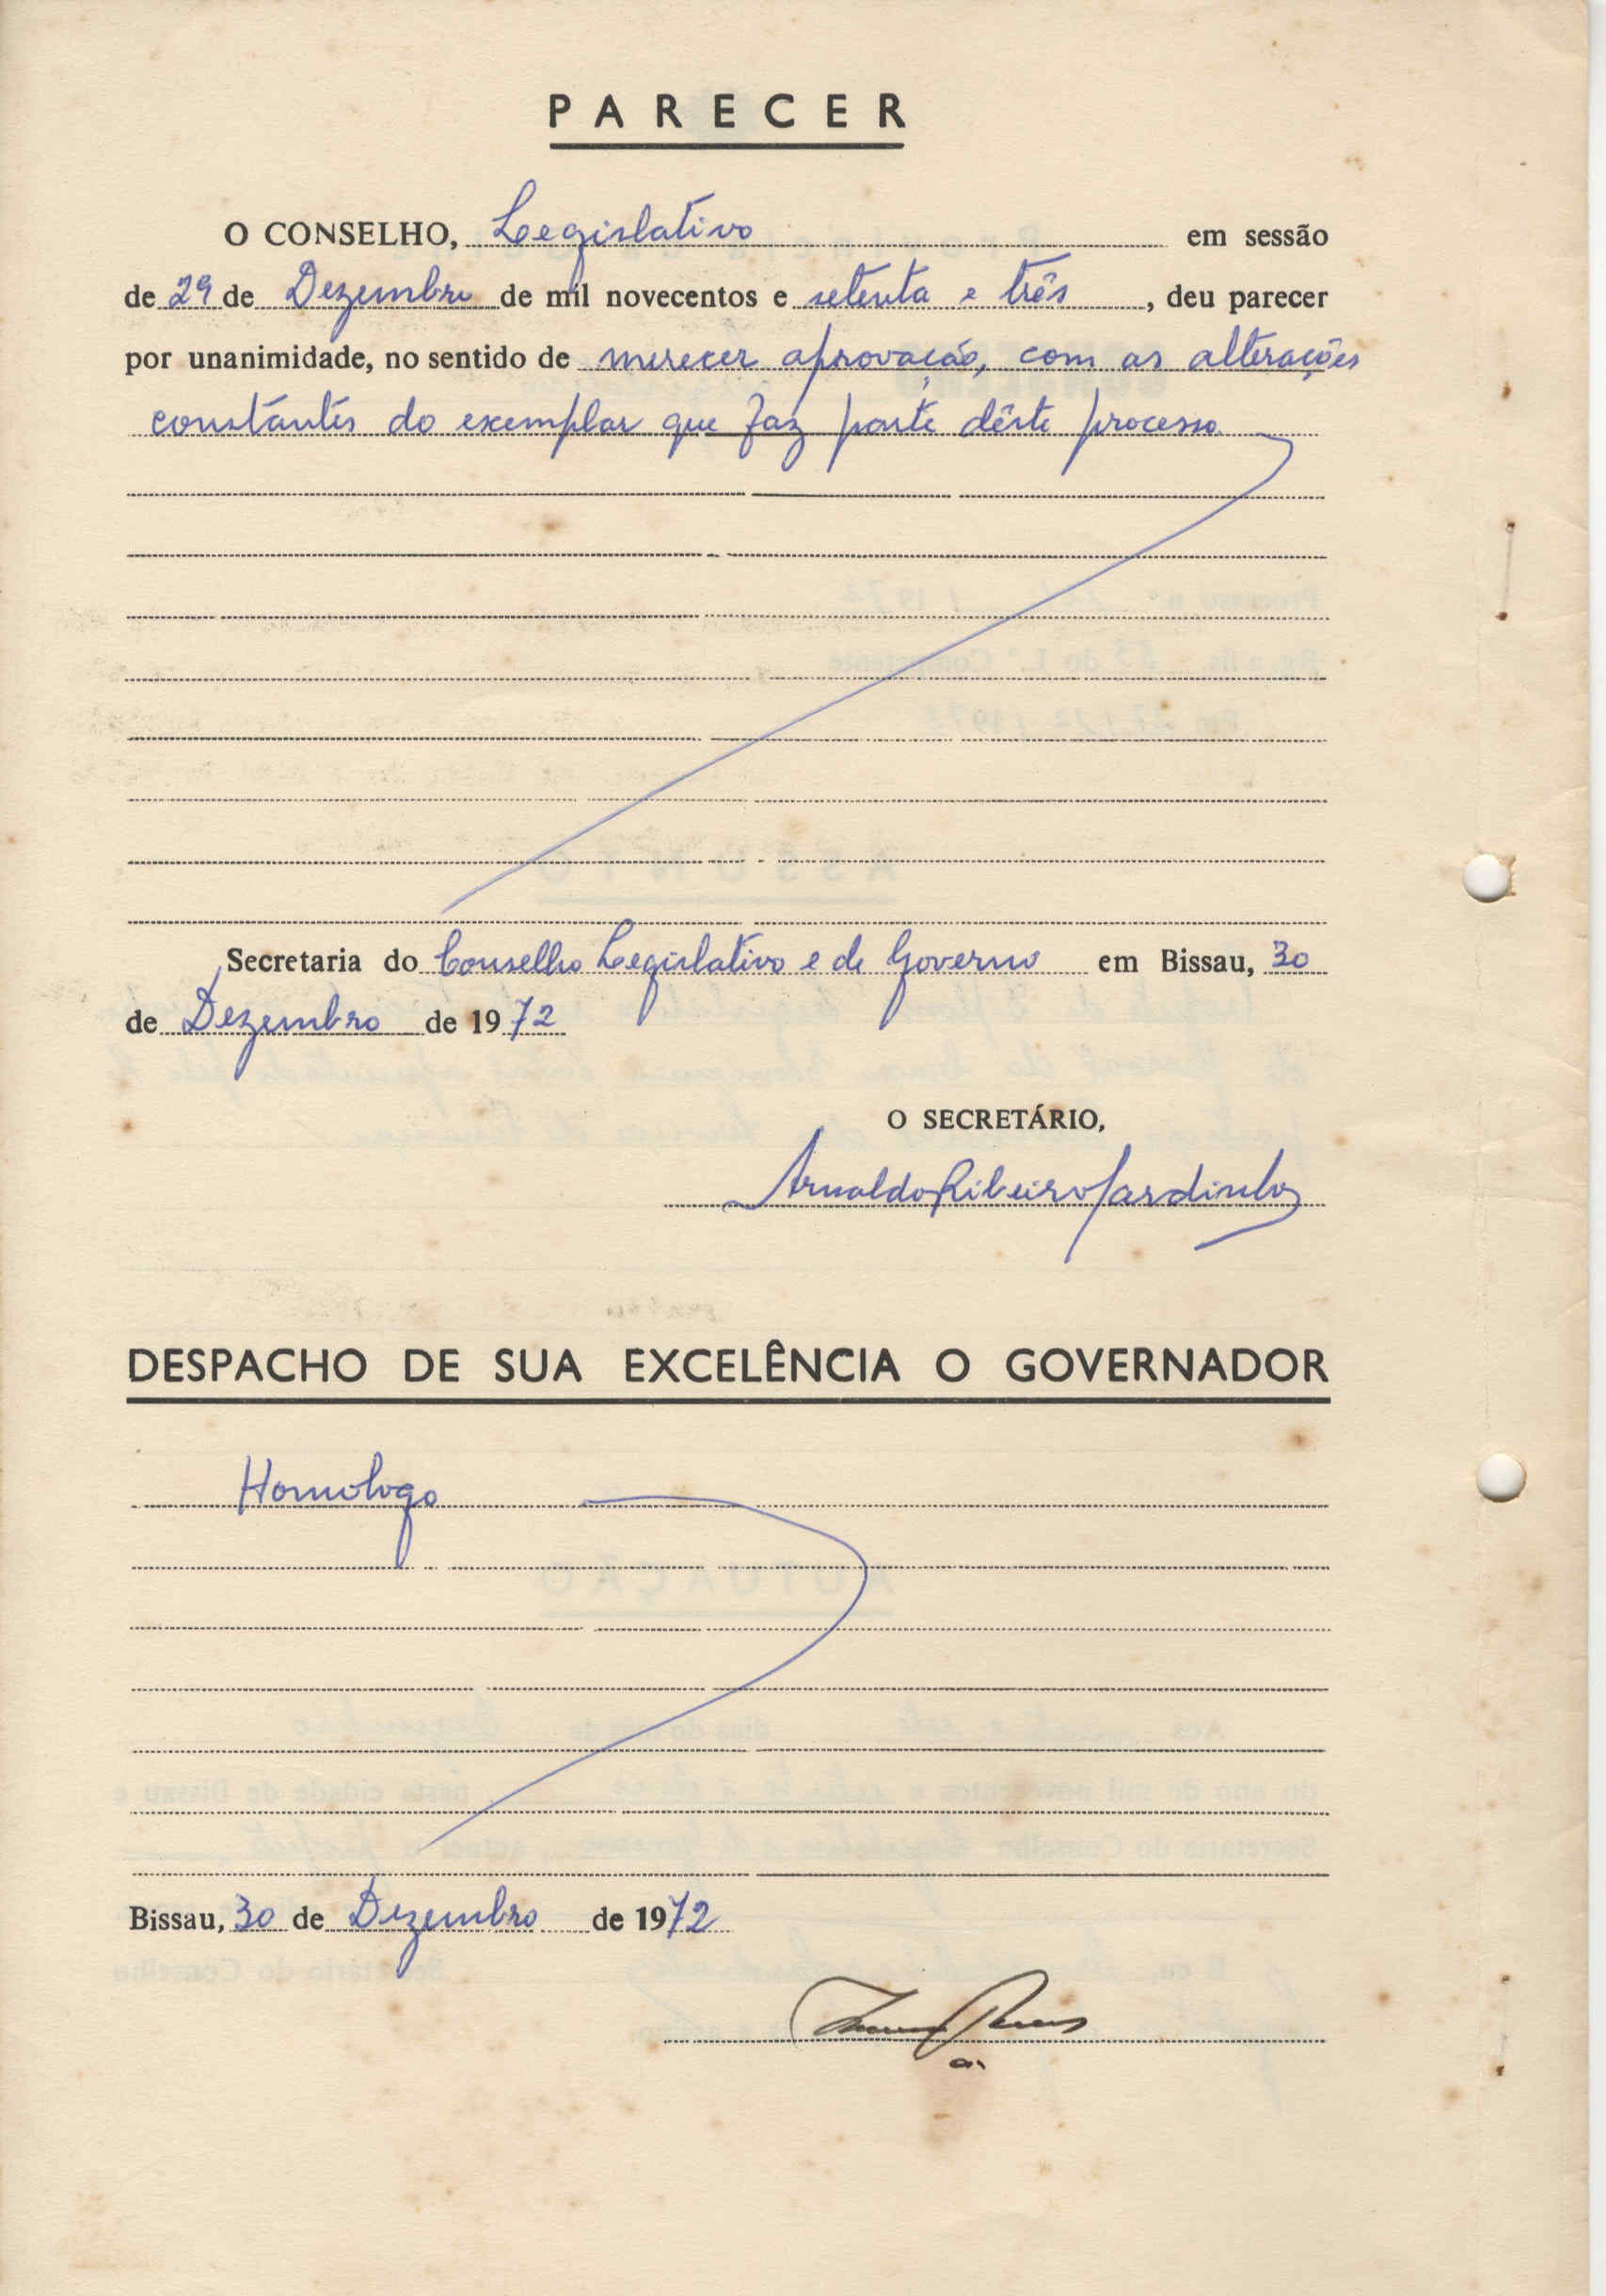 PARECER
O CONSELHO, Legislativo em sessão
de 29 de Dezembro de mil novecentos e setenta e três, deu parecer
por unanimidade, no sentido de merecer aprovação, com as alterações
constantes do exemplar que faz parte dêste processo
Secretaria do Conselho Legislativo e de Governo em Bissau, 30
de Dezembro de 1972
O SECRETÁRIO,
Arnaldo Ribeiro Sardinha
DESPACHO DE SUA EXCELÊNCIA O GOVERNADOR
Homologo
Bissau, 30 de Dezembro de 1972